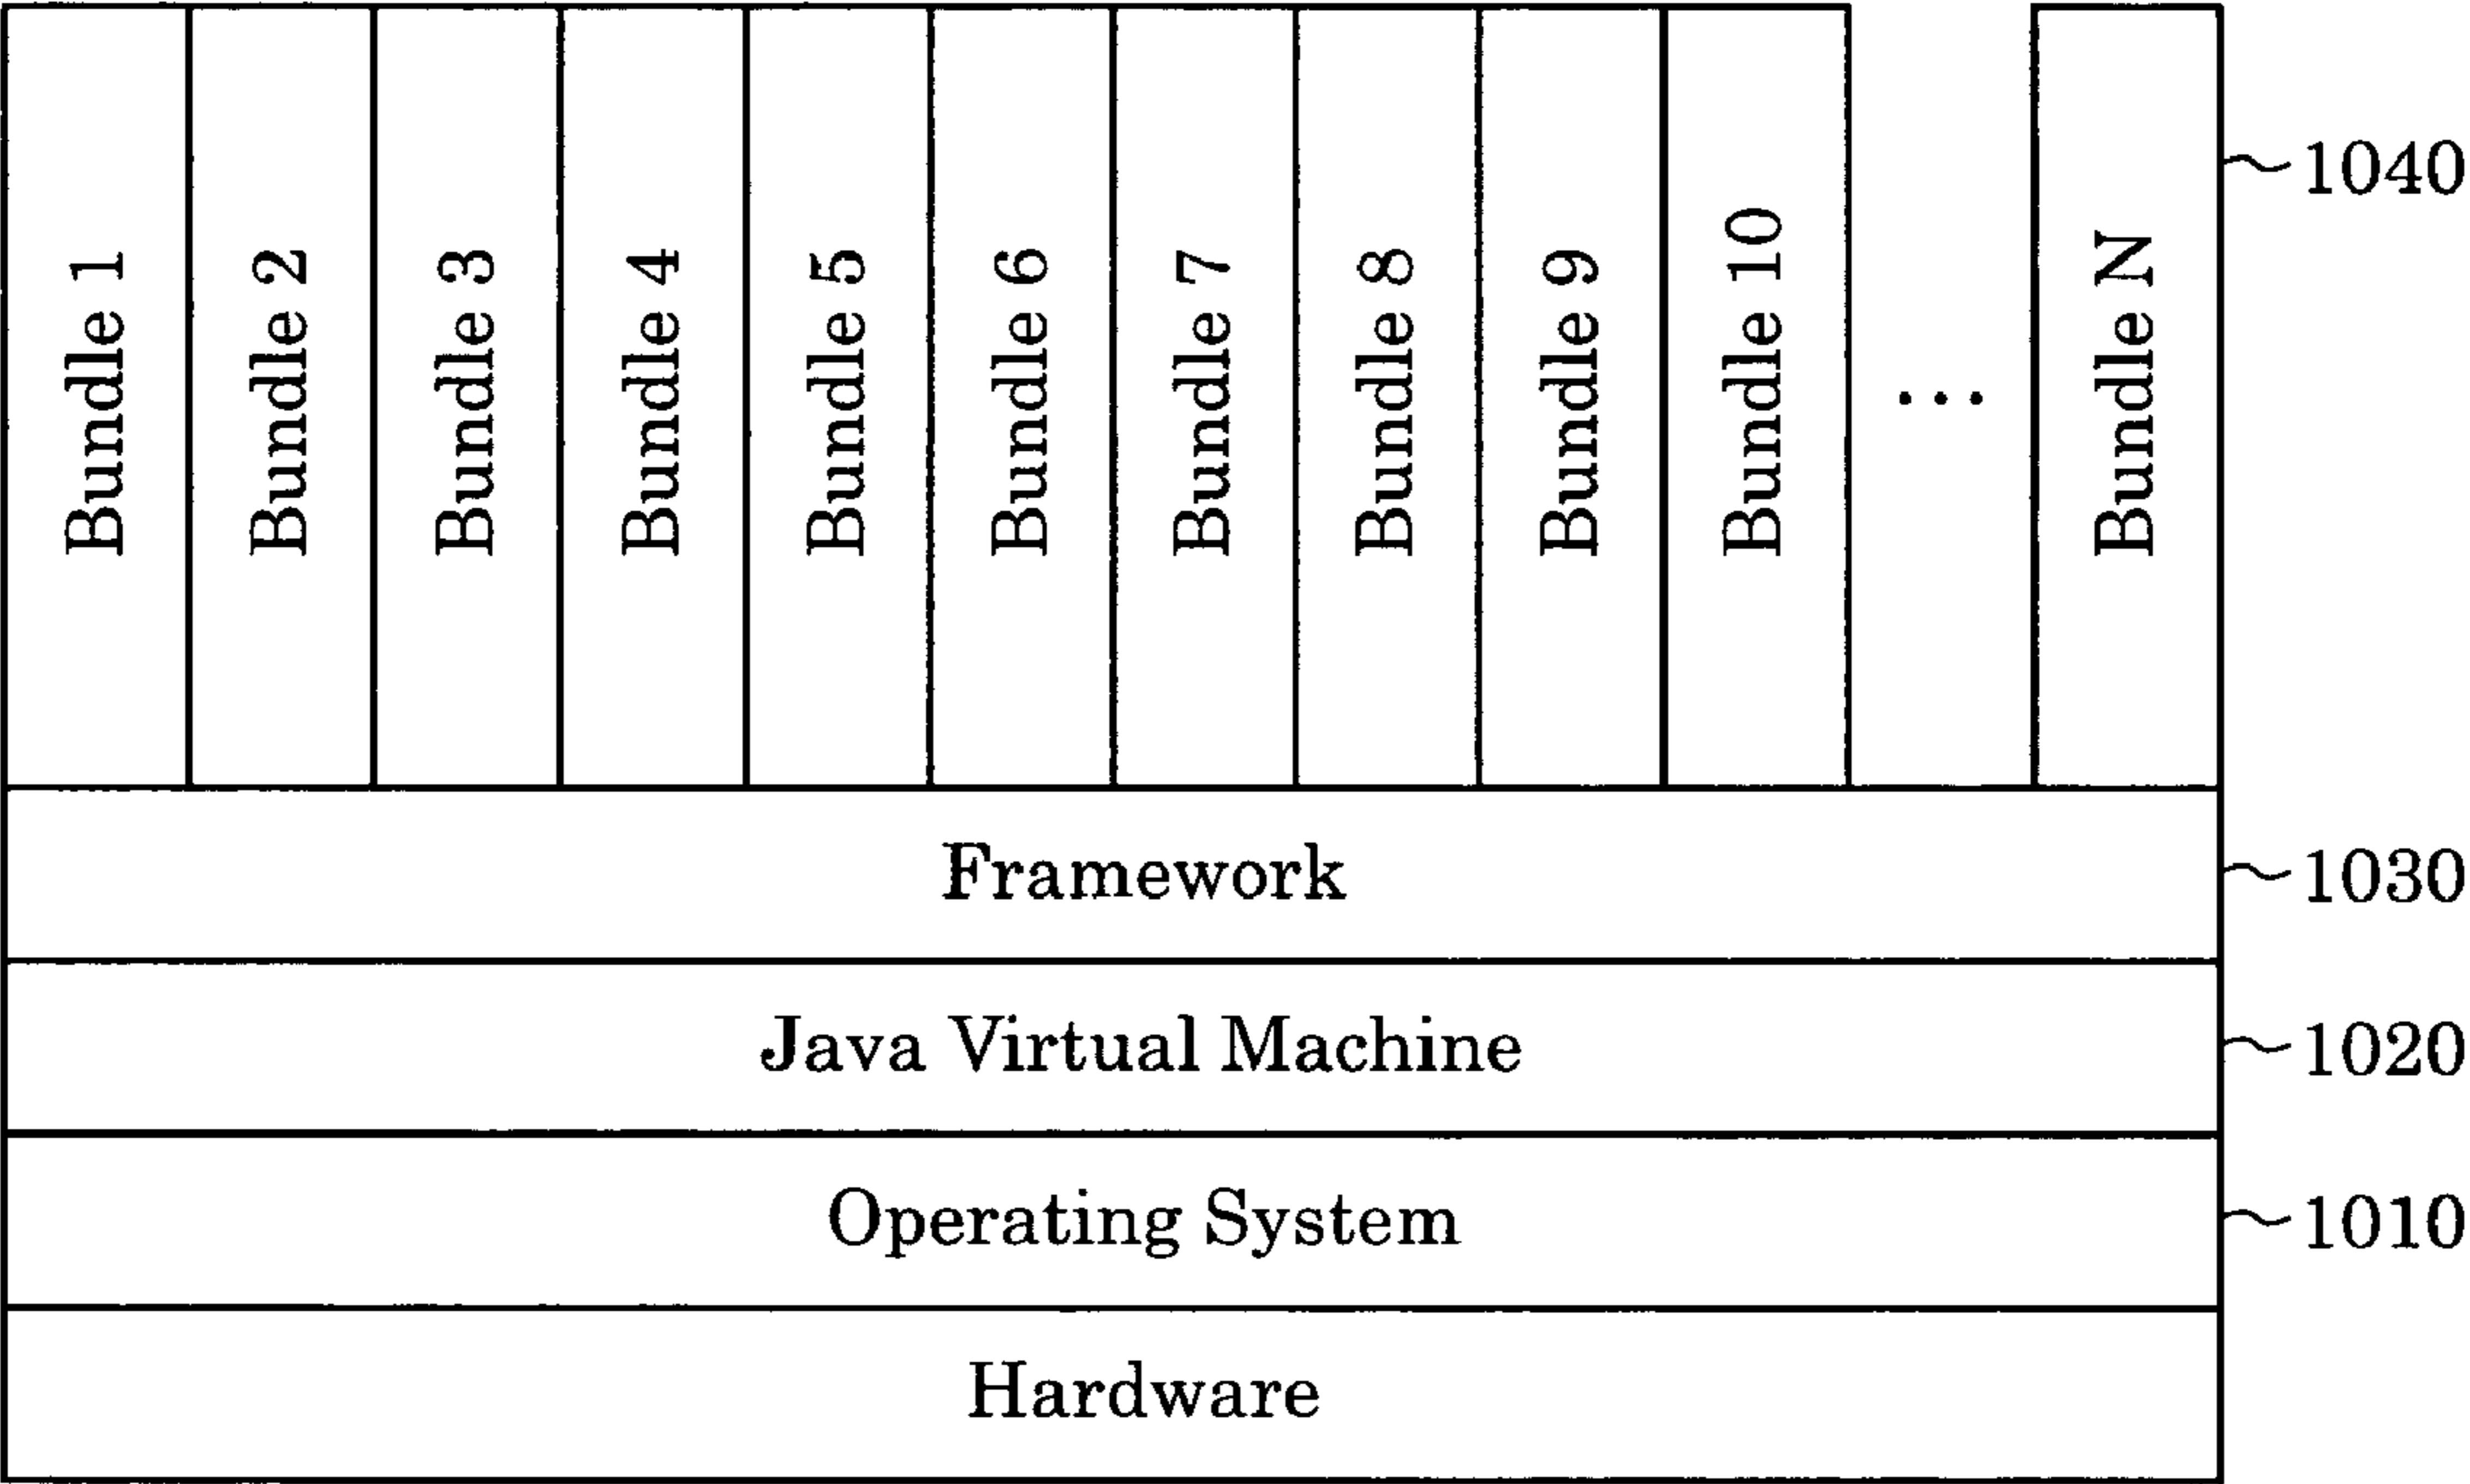 Bundle 1
Bundle 2
Bundle 3
Bundle 4
Bundle 5
Bundle 6
Bundle 7
Bundle 8
Bundle 9
Bundle 10
...
Bundle N
1040
Framework
1030
Java Virtual Machine
1020
Operating System
1010
Hardware